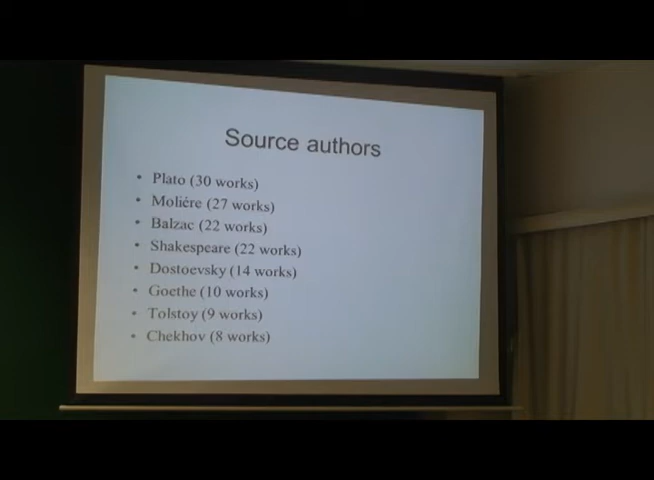 Source authors
• Plato (30 works)
• Moliére (27 works)
• Balzac (22 works)
• Shakespeare (22 works)
• Dostoevsky (14 works)
• Goethe (10 works)
• Tolstoy (9 works)
• Chekhov (8 works)